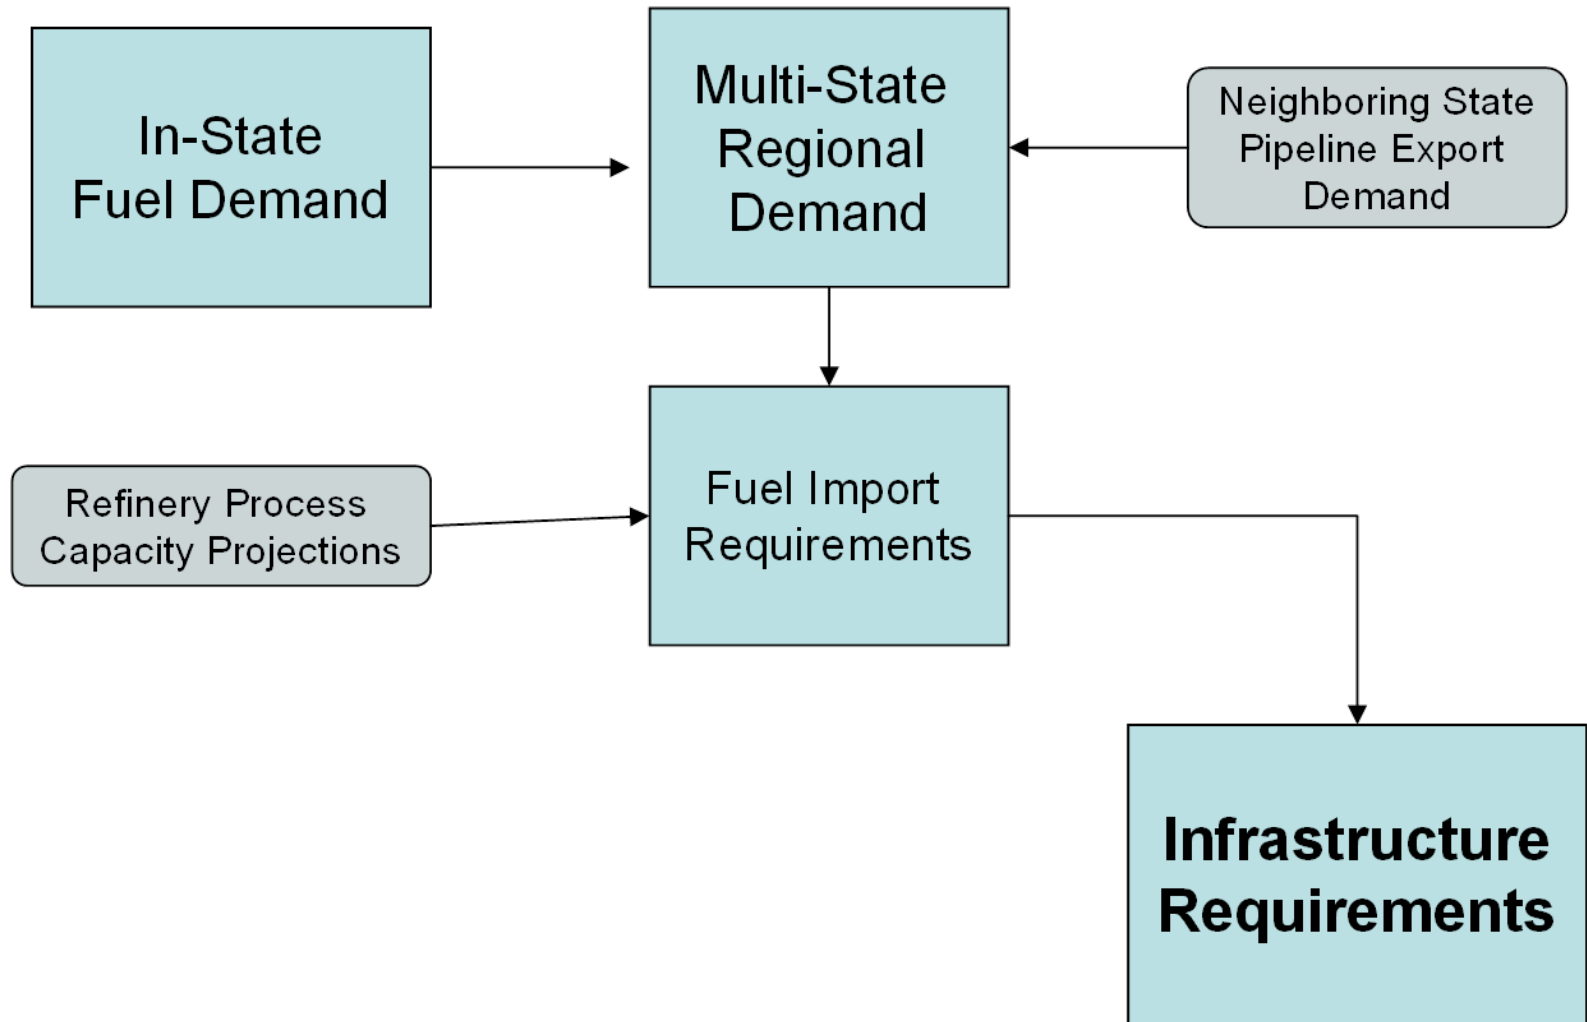 In-State
Fuel Demand
Multi-State
Regional
Demand
Neighboring State
Pipeline Export
Demand
Refinery Process
Capacity Projections
Fuel Import
Requirements
Infrastructure
Requirements